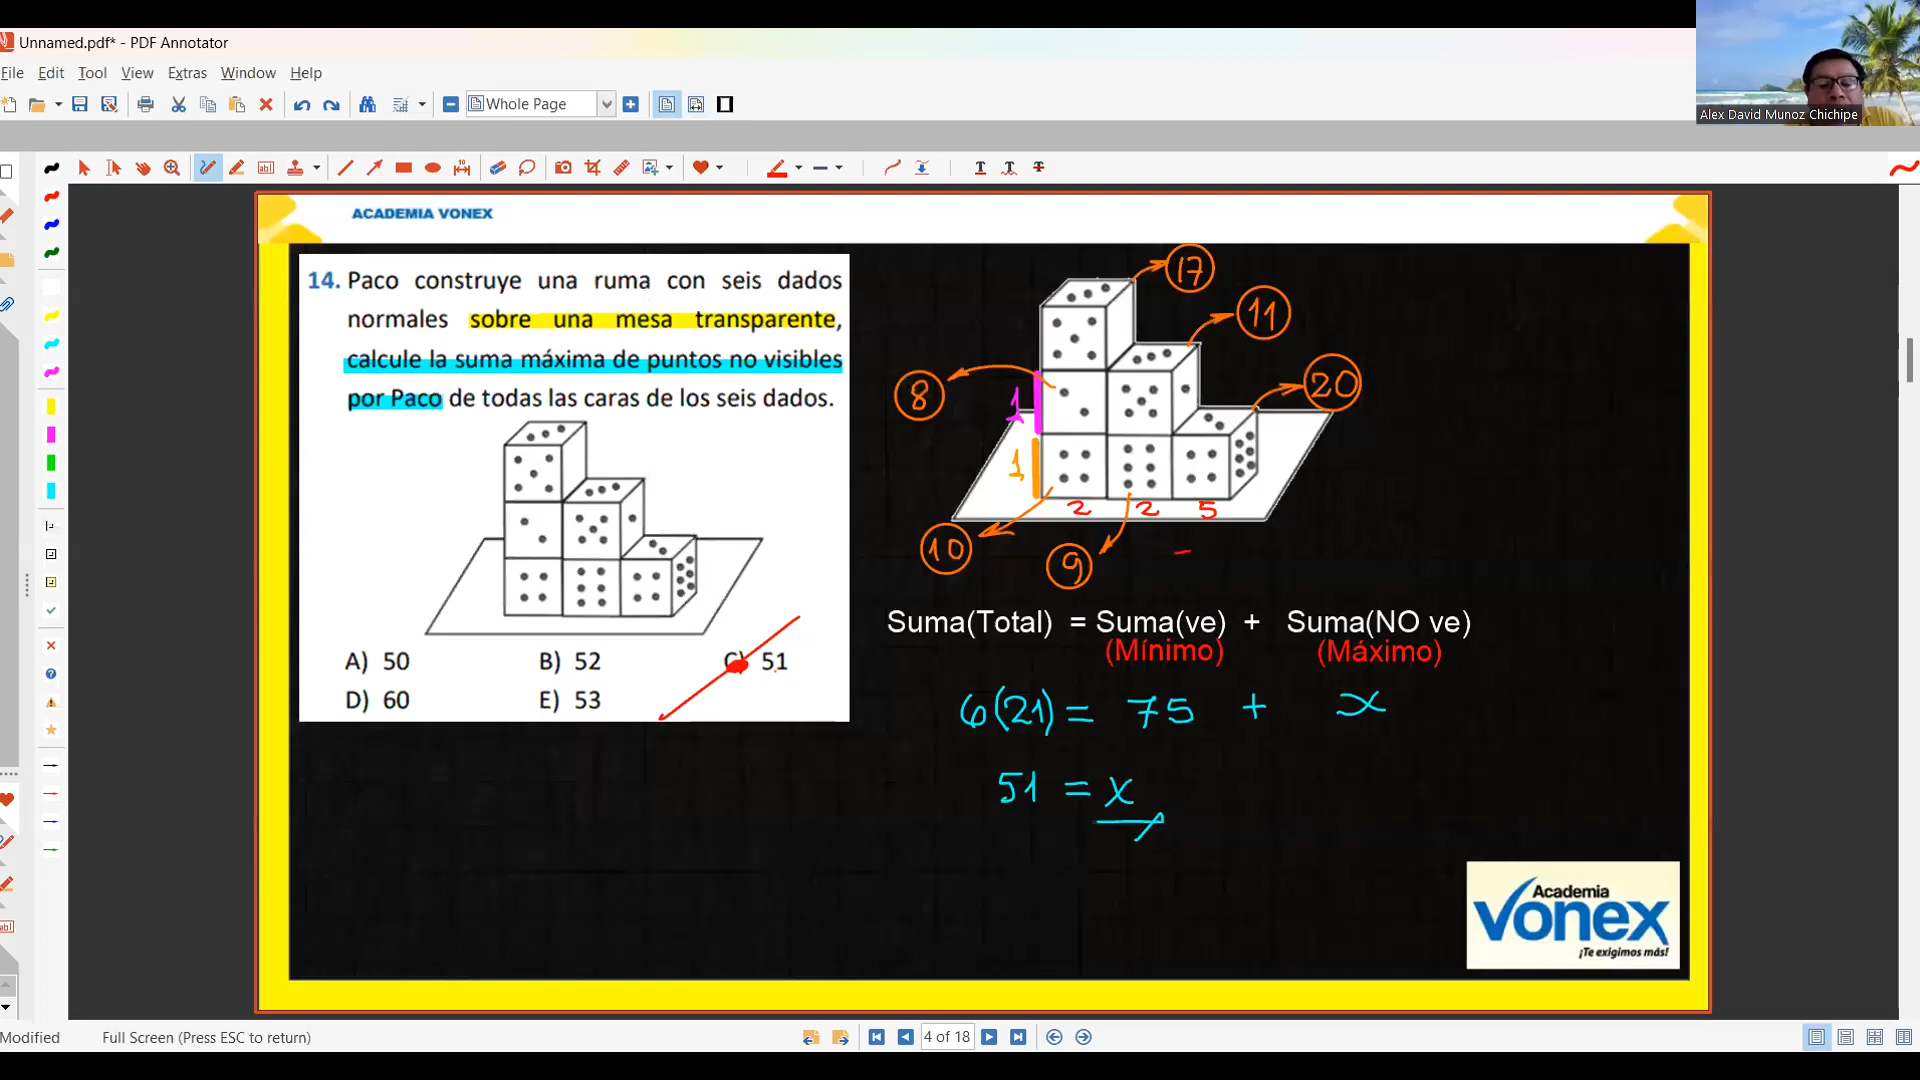 Unnamed.pdf* - PDF Annotator
File Edit Tool View Extras Window Help
Whole Page
Alex David Munoz Chichipe
ACADEMIA VONEX
14. Paco construye una ruma con seis dados
normales sobre una mesa transparente,
calcule la suma máxima de puntos no visibles
por Paco de todas las caras de los seis dados.
A) 50 B) 52 C) 51
D) 60 E) 53
17
11
8
20
1
1
2 2 5
10
9
Suma(Total) = Suma(ve) + Suma(NO ve)
(Mínimo) (Máximo)
6(21) = 75 + x
51 = x
Academia
Vonex
¡Te exigimos más!
Modified Full Screen (Press ESC to return) 4 of 18